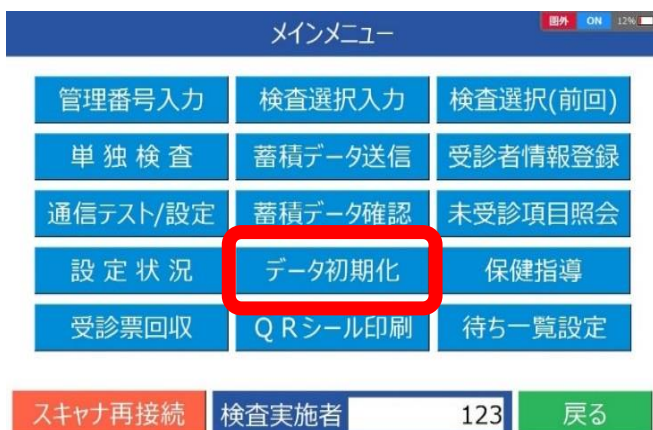 メインメニュー 圏外 ON 12%
管理番号入力 検査選択入力 検査選択(前回)
単独検査 蓄積データ送信 受診者情報登録
通信テスト/設定 蓄積データ確認 未受診項目照会
設定状況 データ初期化 保健指導
受診票回収 QRシール印刷 待ち一覧設定
スキャナ再接続 検査実施者 123 戻る